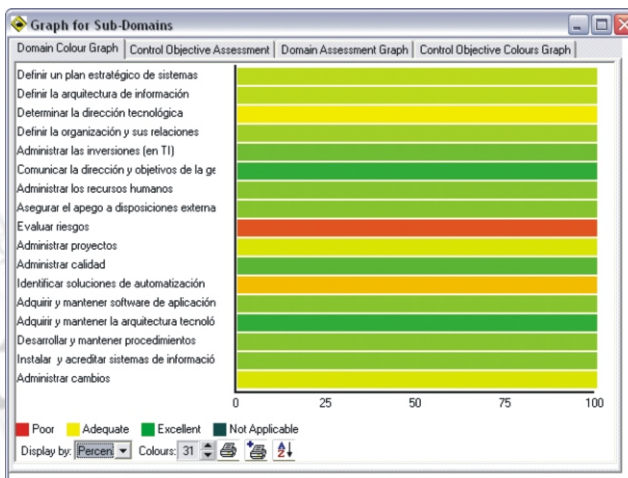 Graph for Sub-Domains
Domain Colour Graph Control Objective Assessment Domain Assessment Graph Control Objective Colours Graph
Definir un plan estratégico de sistemas
Definir la arquitectura de información
Determinar la dirección tecnológica
Definir la organización y sus relaciones
Administrar las inversiones (en TI)
Comunicar la dirección y objetivos de la ge
Administrar los recursos humanos
Asegurar el apego a disposiciones externa
Evaluar riesgos
Administrar proyectos
Administrar calidad
Identificar soluciones de automatización
Adquirir y mantener software de aplicación
Adquirir y mantener la arquitectura tecnoló
Desarrollar y mantener procedimientos
Instalar y acreditar sistemas de informació
Administrar cambios
0 25 50 75 100
Poor Adequate Excellent Not Applicable
Display by: Percen Colours: 31